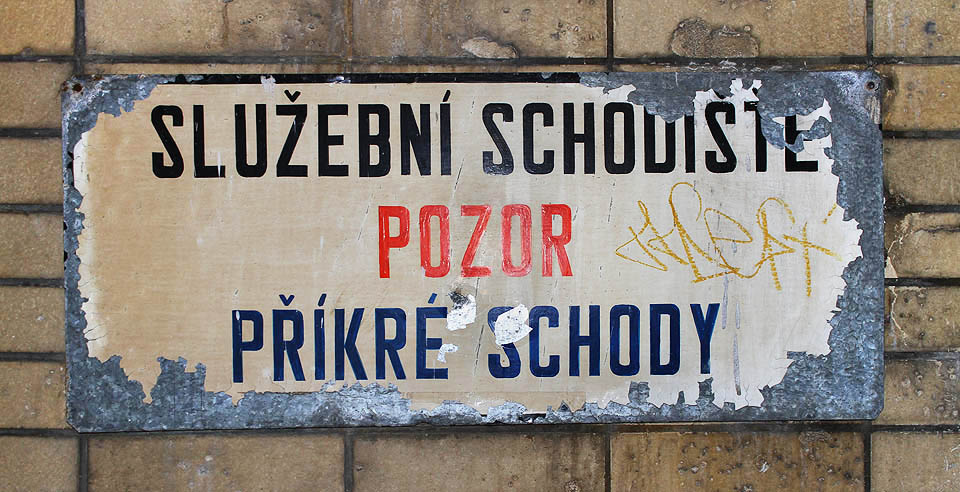 SLUŽEBNÍ SCHODIŠTĚ
POZOR
PŘÍKRÉ SCHODY